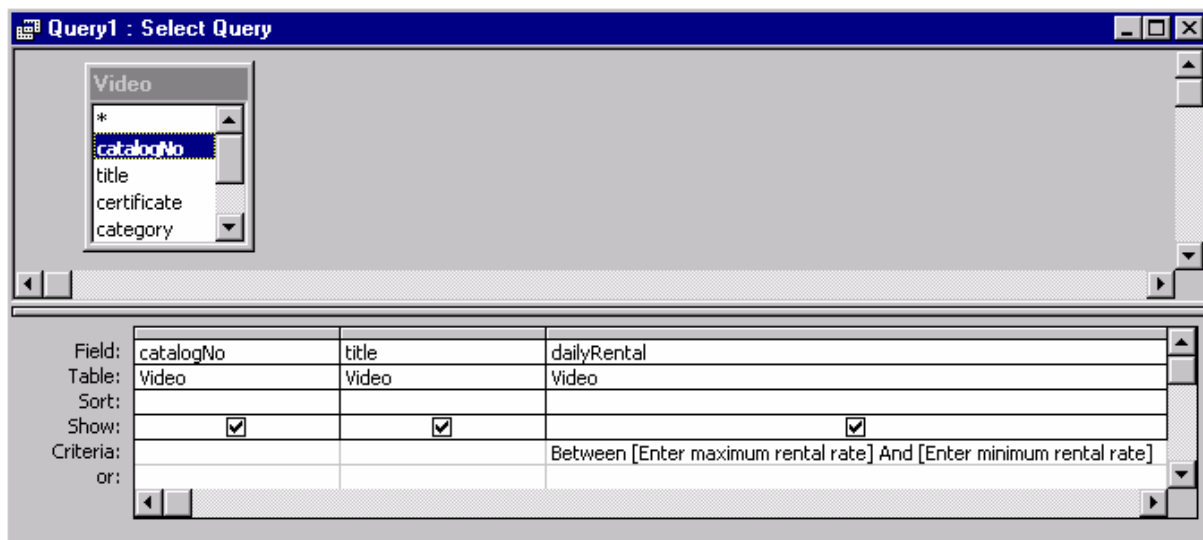 Query1 : Select Query
Video
*
catalogNo
title
certificate
category
Field: catalogNo title dailyRental
Table: Video Video Video
Sort:
Show:
Criteria: Between [Enter maximum rental rate] And [Enter minimum rental rate]
or: